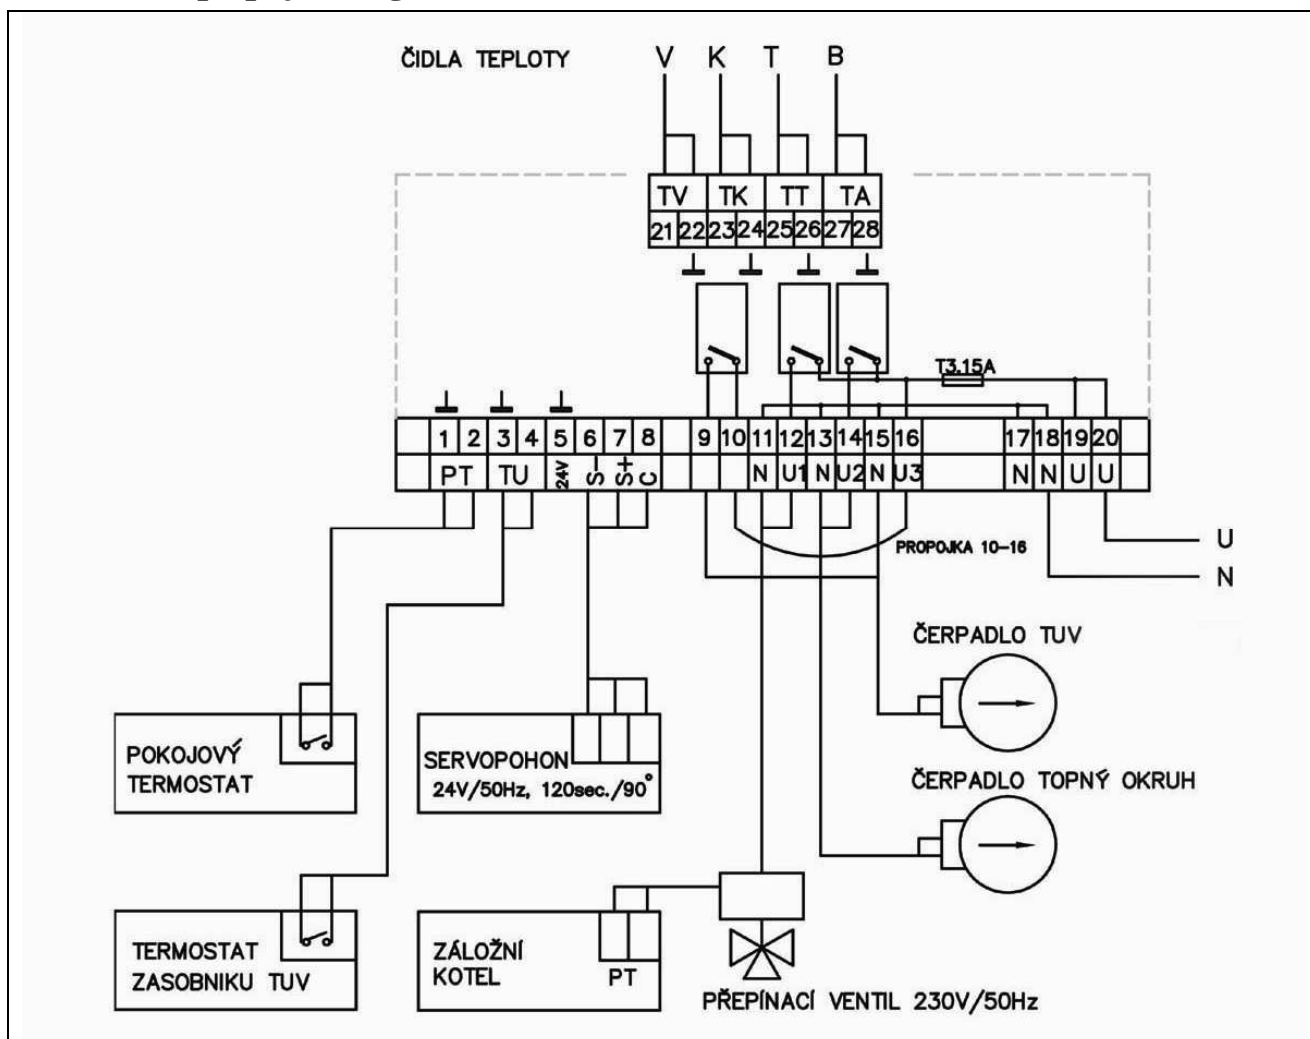 ČIDLA TEPLOTY V K T B
TV TK TT TA
21 22 23 24 25 26 27 28
T3.15A
1 2 3 4 5 6 7 8 9 10 11 12 13 14 15 16 17 18 19 20
PT TU 24V S- S+ C N U1 N U2 N U3 N N U U
U
PROPOJKA 10-16
N
ČERPADLO TUV
POKOJOVÝ
TERMOSTAT
SERVOPOHON
24V/50Hz, 120sec./90°
ČERPADLO TOPNÝ OKRUH
TERMOSTAT
ZASOBNIKU TUV
ZÁLOŽNÍ
KOTEL
PT
PŘEPÍNACÍ VENTIL 230V/50Hz